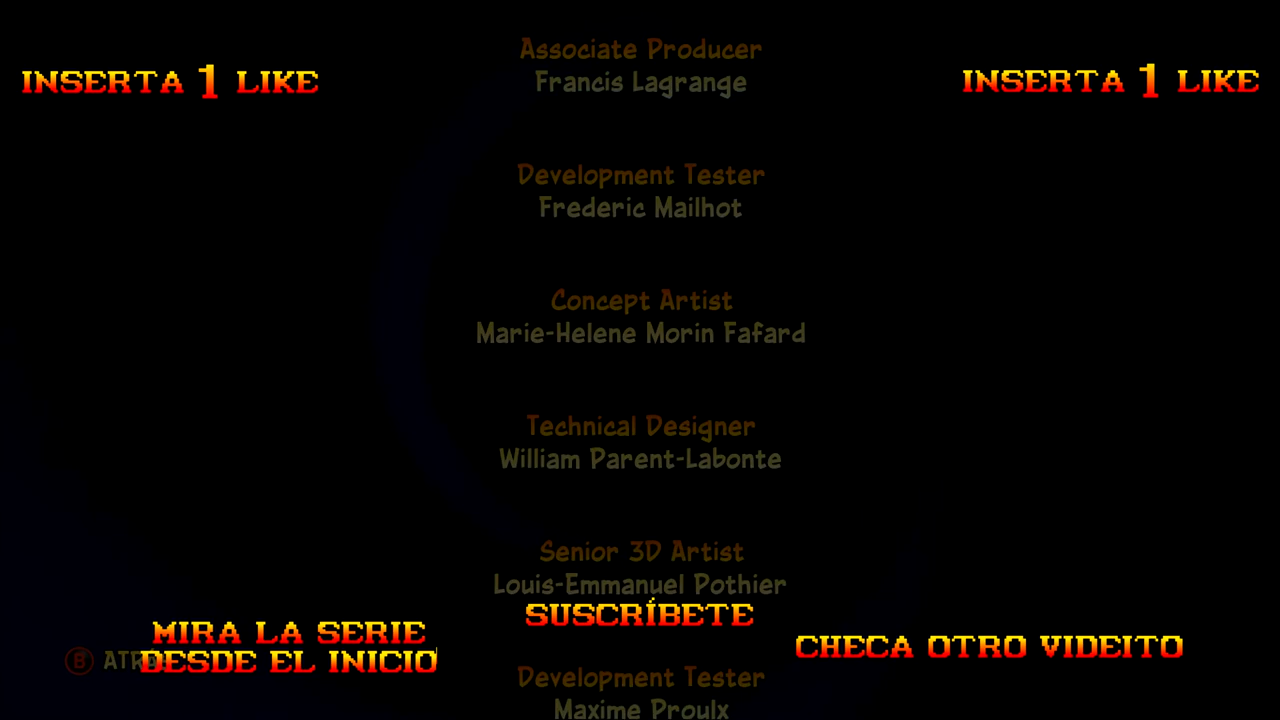 Associate Producer
Francis Lagrange
INSERTA 1 LIKE
INSERTA 1 LIKE
Development Tester
Frederic Mailhot
Concept Artist
Marie-Helene Morin Fafard
Technical Designer
William Parent-Labonte
Senior 3D Artist
Louis-Emmanuel Pothier
SUSCRÍBETE
MIRA LA SERIE
DESDE EL INICIO
CHECA OTRO VIDEITO
B
Development Tester
Maxime Proulx